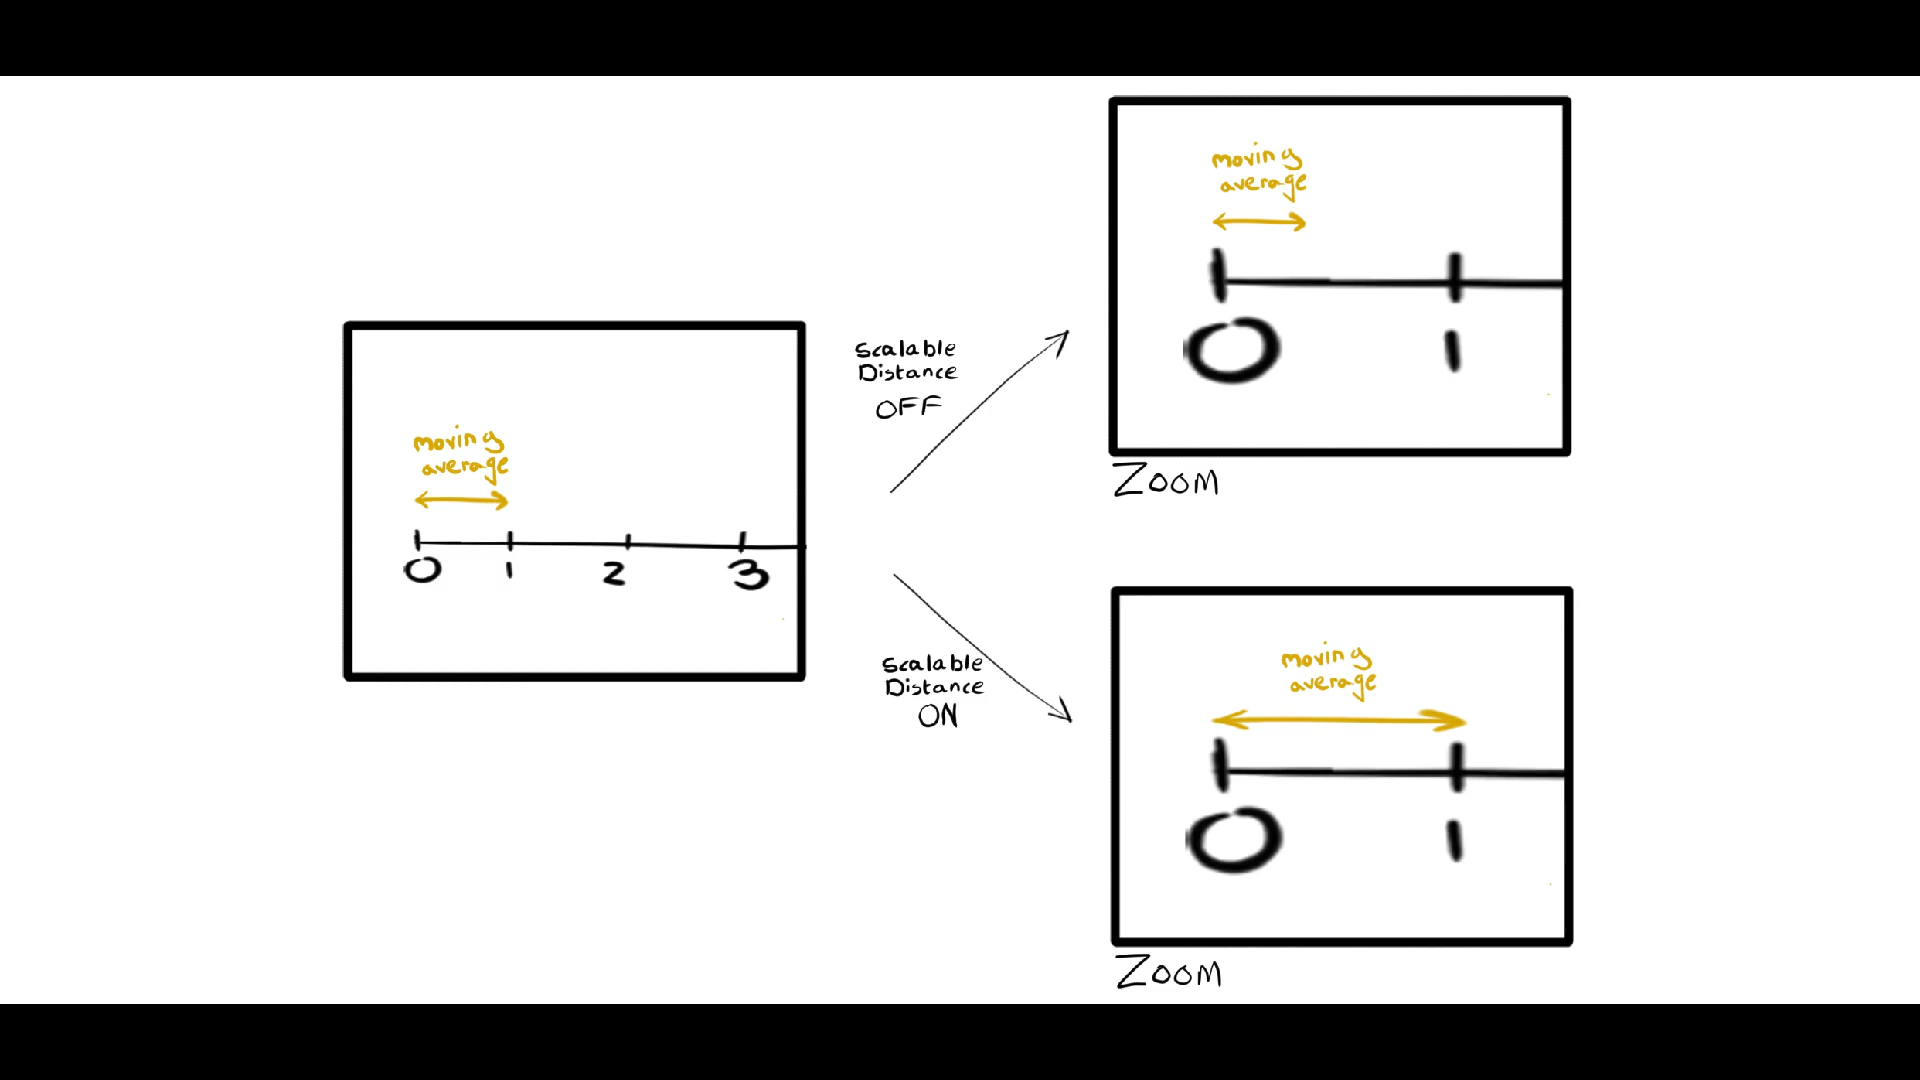 moving
average
0 1 2 3
Scalable
Distance
OFF
moving
average
0 1
Zoom
Scalable
Distance
ON
moving
average
0 1
Zoom